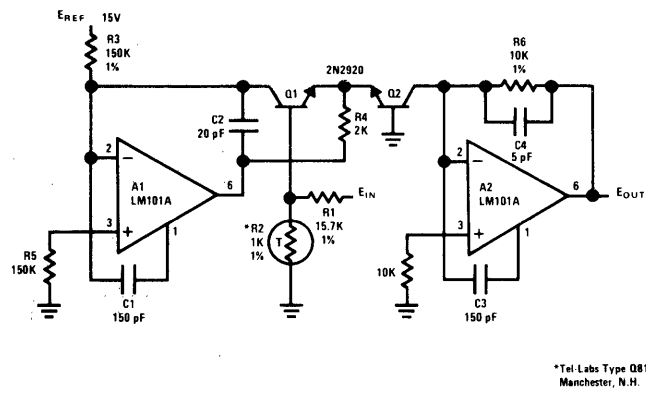 EREF 15V
R3
150K
1%
2N2920
Q1
Q2
R6
10K
1%
C2
20 pF
R4
2K
C4
5 pF
2
−
A1
LM101A
6
3
+
1
R5
150K
C1
150 pF
EIN
R1
15.7K
1%
*R2
1K
1%
T
2
−
A2
LM101A
6
EOUT
3
+
1
10K
C3
150 pF
*Tel-Labs Type Q81
Manchester, N.H.